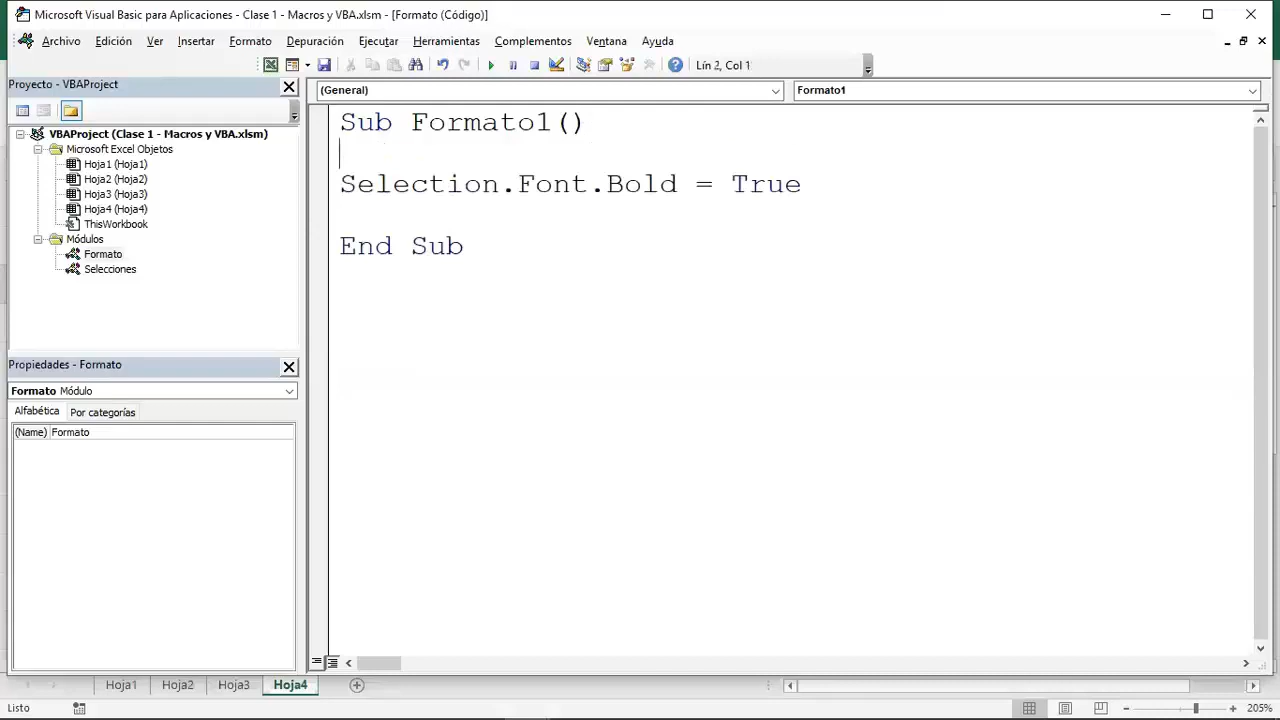 Microsoft Visual Basic para Aplicaciones - Clase 1 - Macros y VBA.xlsm - [Formato (Código)]
Archivo Edición Ver Insertar Formato Depuración Ejecutar Herramientas Complementos Ventana Ayuda
Lín 2, Col 1
Proyecto - VBAProject
VBAProject (Clase 1 - Macros y VBA.xlsm)
Microsoft Excel Objetos
Hoja1 (Hoja1)
Hoja2 (Hoja2)
Hoja3 (Hoja3)
Hoja4 (Hoja4)
ThisWorkbook
Módulos
Formato
Selecciones
Propiedades - Formato
Formato Módulo
Alfabética Por categorías
(Name) Formato
(General) Formato1
Sub Formato1()
Selection.Font.Bold = True
End Sub
Hoja1 Hoja2 Hoja3 Hoja4
Listo 205%